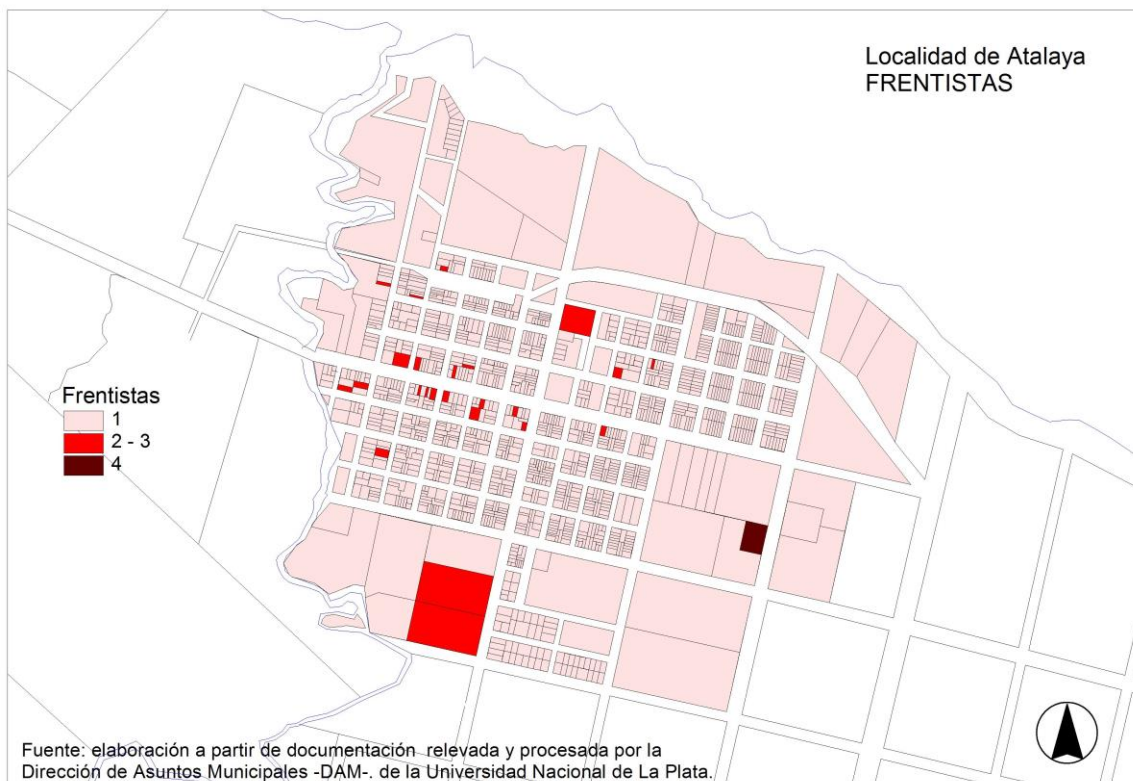 Localidad de Atalaya
FRENTISTAS
Frentistas
1
2 - 3
4
Fuente: elaboración a partir de documentación relevada y procesada por la
Dirección de Asuntos Municipales -DAM-. de la Universidad Nacional de La Plata.